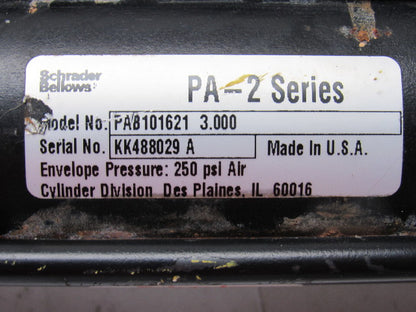 Schrader
Bellows
PA-2 Series
Model No. PAB101621 3.000
Serial No. KK488029 A
Made In U.S.A.
Envelope Pressure: 250 psi Air
Cylinder Division Des Plaines, IL 60016